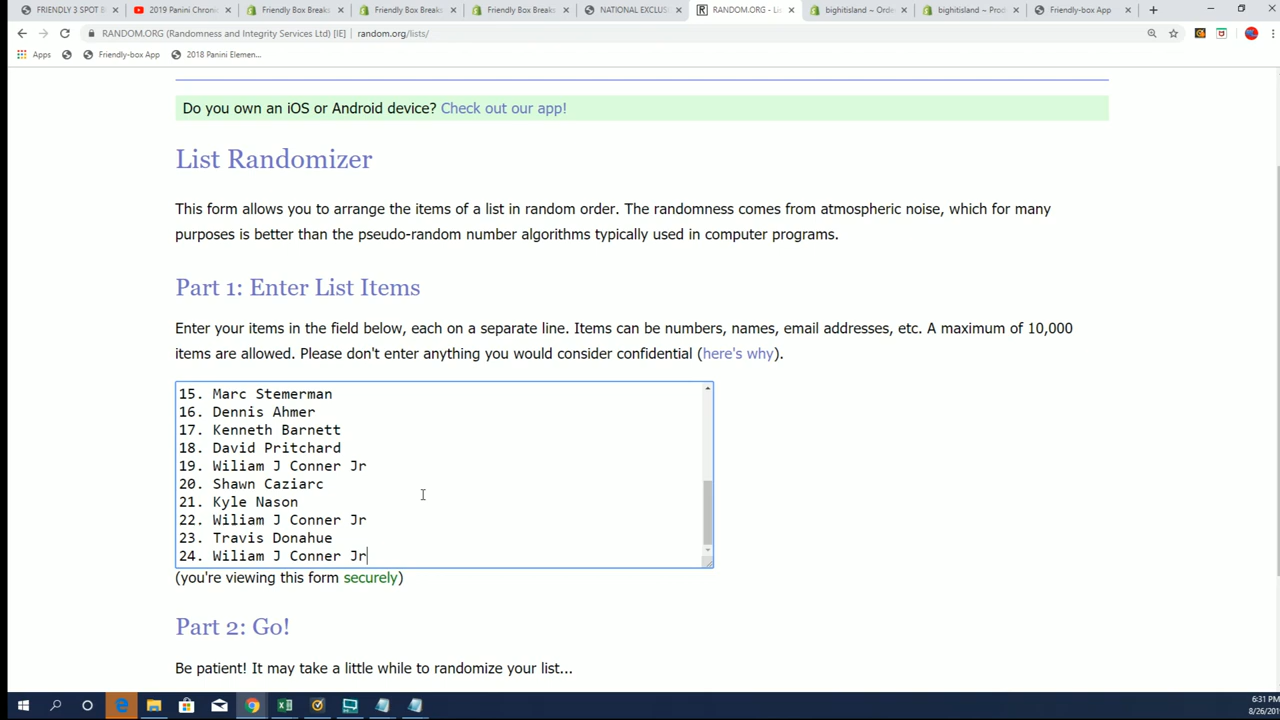 FRIENDLY 3 SPOT B
2019 Panini Chronic
Friendly Box Breaks
Friendly Box Breaks
Friendly Box Breaks
NATIONAL EXCLUS
RANDOM.ORG - Li
bighitisland ~ Orde
bighitisland ~ Prod
Friendly-box App
RANDOM.ORG (Randomness and Integrity Services Ltd) [IE] | random.org/lists/
Apps
Friendly-box App
2018 Panini Elemen...
Do you own an iOS or Android device? Check out our app!
List Randomizer
This form allows you to arrange the items of a list in random order. The randomness comes from atmospheric noise, which for many
purposes is better than the pseudo-random number algorithms typically used in computer programs.
Part 1: Enter List Items
Enter your items in the field below, each on a separate line. Items can be numbers, names, email addresses, etc. A maximum of 10,000
items are allowed. Please don't enter anything you would consider confidential (here's why).
15. Marc Stemerman
16. Dennis Ahmer
17. Kenneth Barnett
18. David Pritchard
19. Wiliam J Conner Jr
20. Shawn Caziarc
21. Kyle Nason
22. Wiliam J Conner Jr
23. Travis Donahue
24. Wiliam J Conner Jr
(you're viewing this form securely)
Part 2: Go!
Be patient! It may take a little while to randomize your list...
6:31 PM
8/26/201